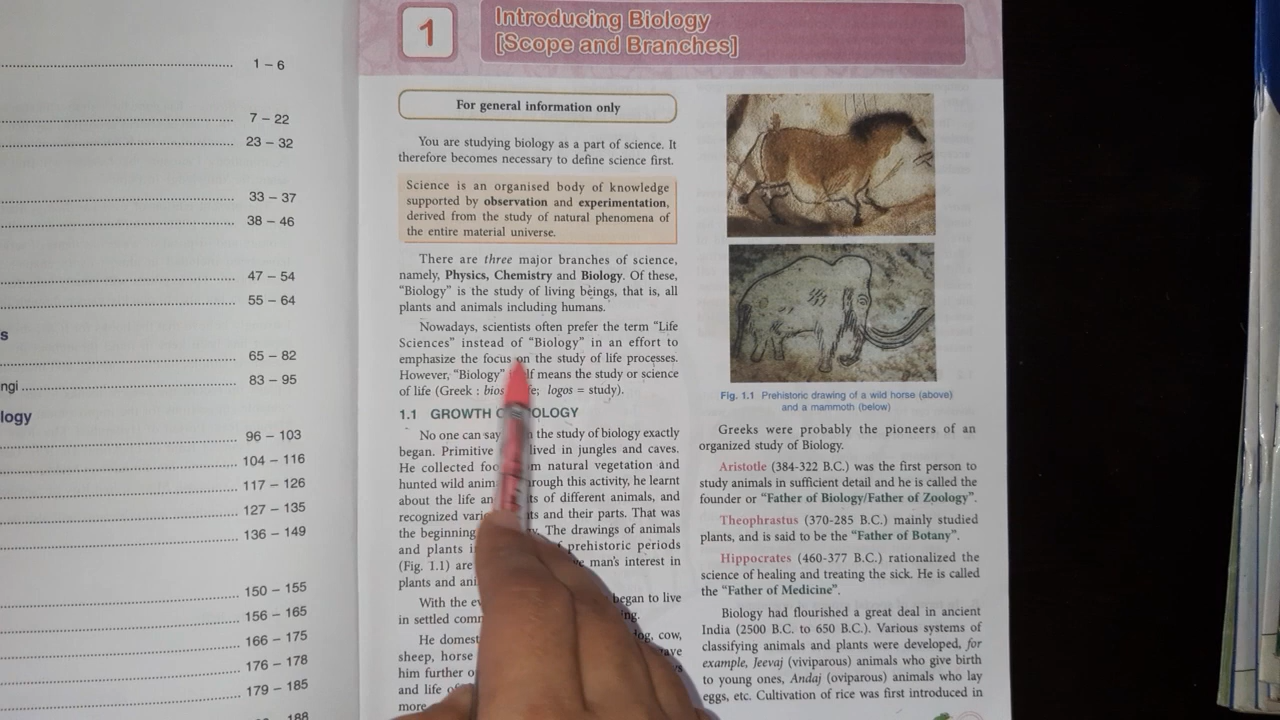 1 – 6
7 – 22
23 – 32
33 – 37
38 – 46
47 – 54
55 – 64
s
65 – 82
ngi
83 – 95
logy
96 – 103
104 – 116
117 – 126
127 – 135
136 – 149
150 – 155
156 – 165
166 – 175
176 – 178
179 – 185
188
1
Introducing Biology
[Scope and Branches]
For general information only
You are studying biology as a part of science. It
therefore becomes necessary to define science first.
Science is an organised body of knowledge
supported by observation and experimentation,
derived from the study of natural phenomena of
the entire material universe.
There are three major branches of science,
namely, Physics, Chemistry and Biology. Of these,
"Biology" is the study of living beings, that is, all
plants and animals including humans.
Nowadays, scientists often prefer the term "Life
Sciences" instead of "Biology" in an effort to
emphasize the focus on the study of life processes.
However, "Biology" means the study or science
of life (Greek : bios logos = study).
1.1 GROWTH
No one can say the study of biology exactly
began. Primitive lived in jungles and caves.
He collected natural vegetation and
hunted wild through this activity, he learnt
about the life of different animals, and
recognized and their parts. That was
the beginning The drawings of animals
and plants prehistoric periods
(Fig. 1.1) are man's interest in
plants and
With the began to live
in settled
He dog, cow,
sheep, horse
him further
and life
more
Fig. 1.1 Prehistoric drawing of a wild horse (above)
and a mammoth (below)
Greeks were probably the pioneers of an
organized study of Biology.
Aristotle (384-322 B.C.) was the first person to
study animals in sufficient detail and he is called the
founder or "Father of Biology/Father of Zoology".
Theophrastus (370-285 B.C.) mainly studied
plants, and is said to be the "Father of Botany".
Hippocrates (460-377 B.C.) rationalized the
science of healing and treating the sick. He is called
the "Father of Medicine".
Biology had flourished a great deal in ancient
India (2500 B.C. to 650 B.C.). Various systems of
classifying animals and plants were developed, for
example, Jeevaj (viviparous) animals who give birth
to young ones, Andaj (oviparous) animals who lay
eggs, etc. Cultivation of rice was first introduced in